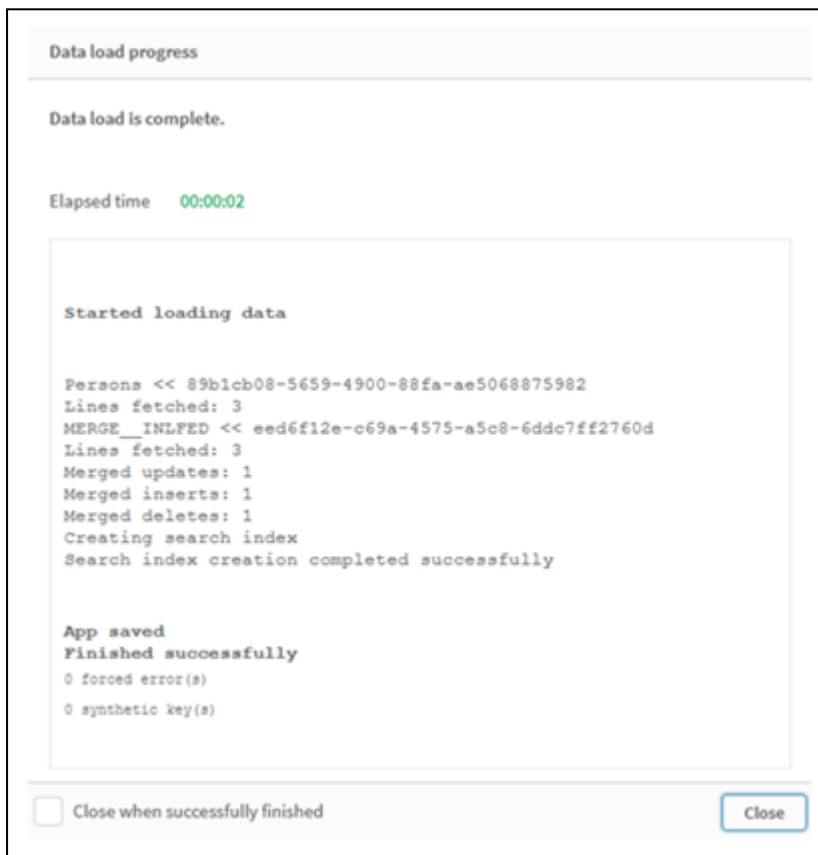 Data load progress
Data load is complete.
Elapsed time 00:00:02
Started loading data
Persons << 89b1cb08-5659-4900-88fa-ae5068875982
Lines fetched: 3
MERGE__INLFED << eed6f12e-c69a-4575-a5c8-6ddc7ff2760d
Lines fetched: 3
Merged updates: 1
Merged inserts: 1
Merged deletes: 1
Creating search index
Search index creation completed successfully
App saved
Finished successfully
0 forced error(s)
0 synthetic key(s)
Close when successfully finished
Close